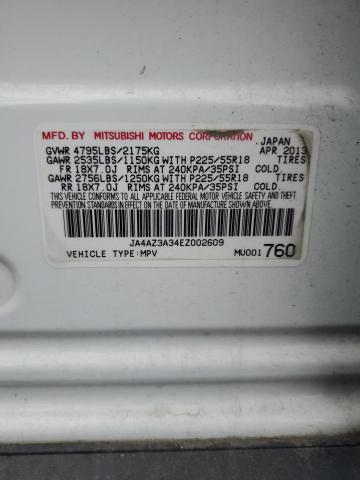 MFD. BY MITSUBISHI MOTORS CORPORATION JAPAN
GVWR 4795LBS/2175KG APR 2013
GAWR 2535LBS/1150KG WITH P225/55R18 TIRES
FR 18X7.0J RIMS AT 240KPA/35PSI COLD.
GAWR 2756LBS/1250KG WITH P225/55R18 TIRES
RR 18X7.0J RIMS AT 240KPA/35PSI COLD.
THIS VEHICLE CONFORMS TO ALL APPLICABLE FEDERAL MOTOR VEHICLE
SAFETY, BUMPER, AND THEFT PREVENTION STANDARDS IN EFFECT ON
THE DATE OF MANUFACTURE SHOWN ABOVE.
JA4AZ3A34EZ002609
VEHICLE TYPE:MPV MU001760